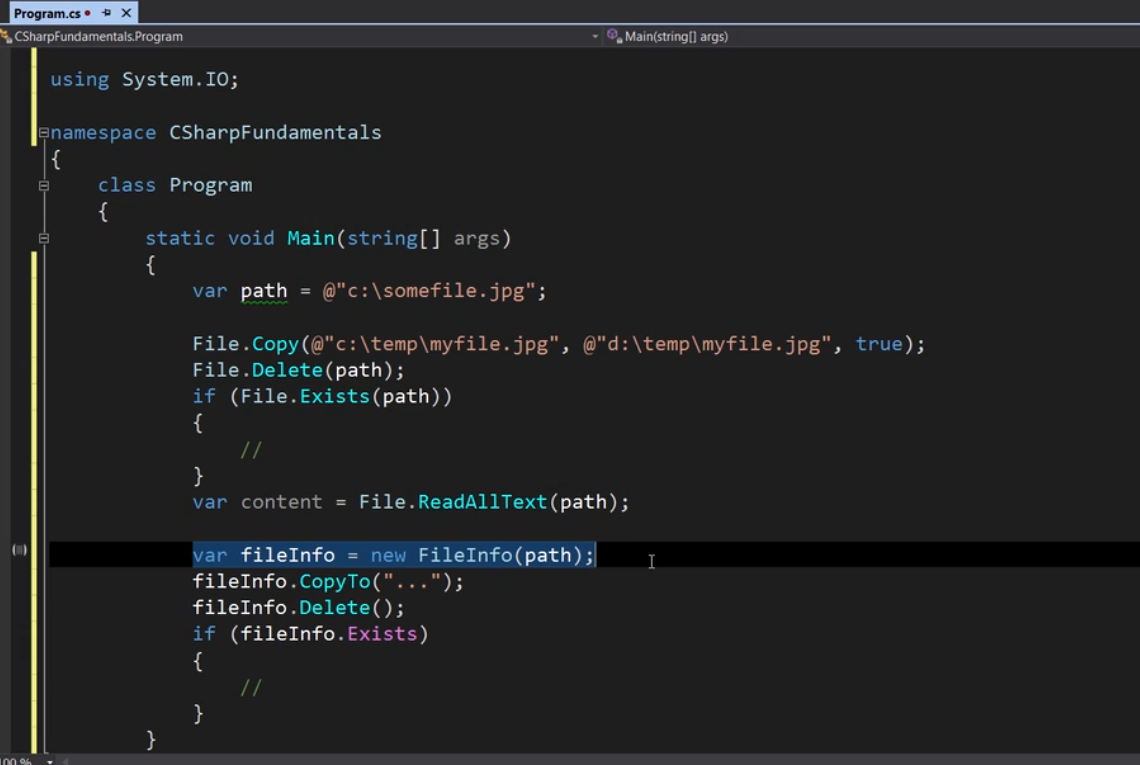 Program.cs
CSharpFundamentals.Program Main(string[] args)
using System.IO;
namespace CSharpFundamentals
{
class Program
{
static void Main(string[] args)
{
var path = @"c:\somefile.jpg";
File.Copy(@"c:\temp\myfile.jpg", @"d:\temp\myfile.jpg", true);
File.Delete(path);
if (File.Exists(path))
{
//
}
var content = File.ReadAllText(path);
var fileInfo = new FileInfo(path);
fileInfo.CopyTo("...");
fileInfo.Delete();
if (fileInfo.Exists)
{
//
}
}